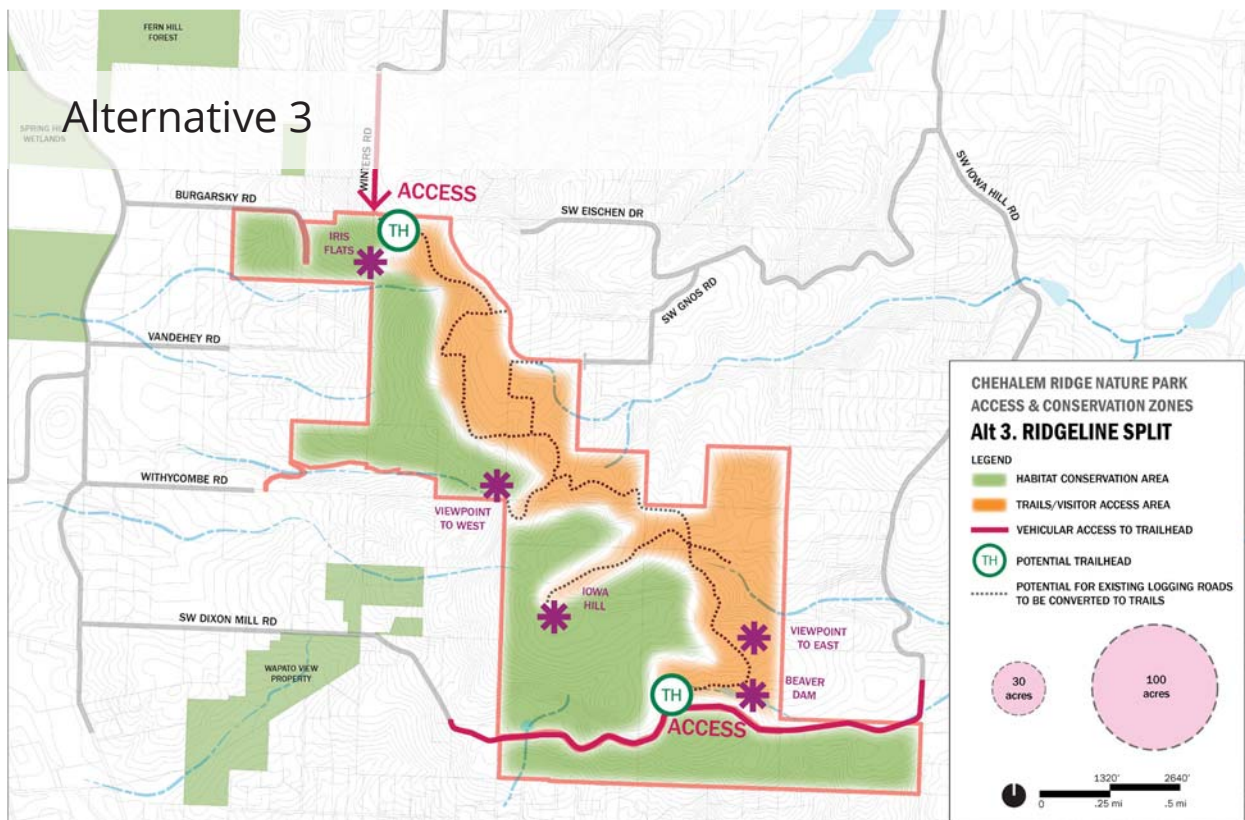 FERN HILL
FOREST
Alternative 3
SPRING HILL
WETLANDS
WINTERS RD
BURGARSKY RD
ACCESS
SW EISCHEN DR
SW IOWA HILL RD
IRIS
FLATS
TH
SW GNOS RD
VANDEHEY RD
WITHYCOMBE RD
VIEWPOINT
TO WEST
IOWA
HILL
SW DIXON MILL RD
VIEWPOINT
TO EAST
WAPATO VIEW
PROPERTY
BEAVER
DAM
TH
ACCESS
CHEHALEM RIDGE NATURE PARK
ACCESS & CONSERVATION ZONES
Alt 3. RIDGELINE SPLIT
LEGEND
HABITAT CONSERVATION AREA
TRAILS/VISITOR ACCESS AREA
VEHICULAR ACCESS TO TRAILHEAD
TH POTENTIAL TRAILHEAD
POTENTIAL FOR EXISTING LOGGING ROADS
TO BE CONVERTED TO TRAILS
30
acres
100
acres
1320' 2640'
0 .25 mi .5 mi